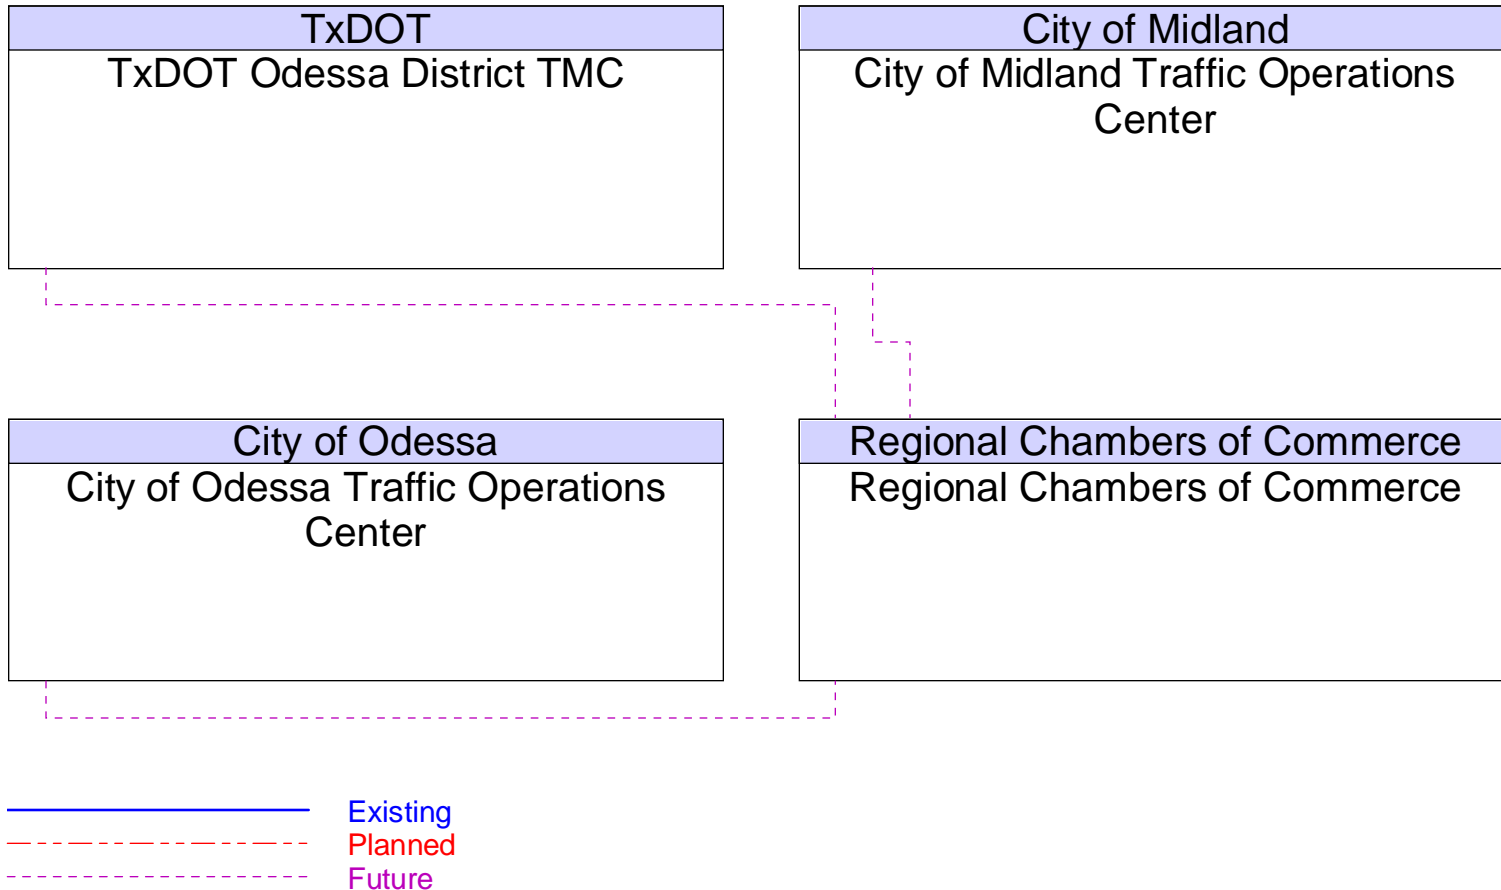 TxDOT
TxDOT Odessa District TMC
City of Midland
City of Midland Traffic Operations
Center
City of Odessa
City of Odessa Traffic Operations
Center
Regional Chambers of Commerce
Regional Chambers of Commerce
Existing
Planned
Future